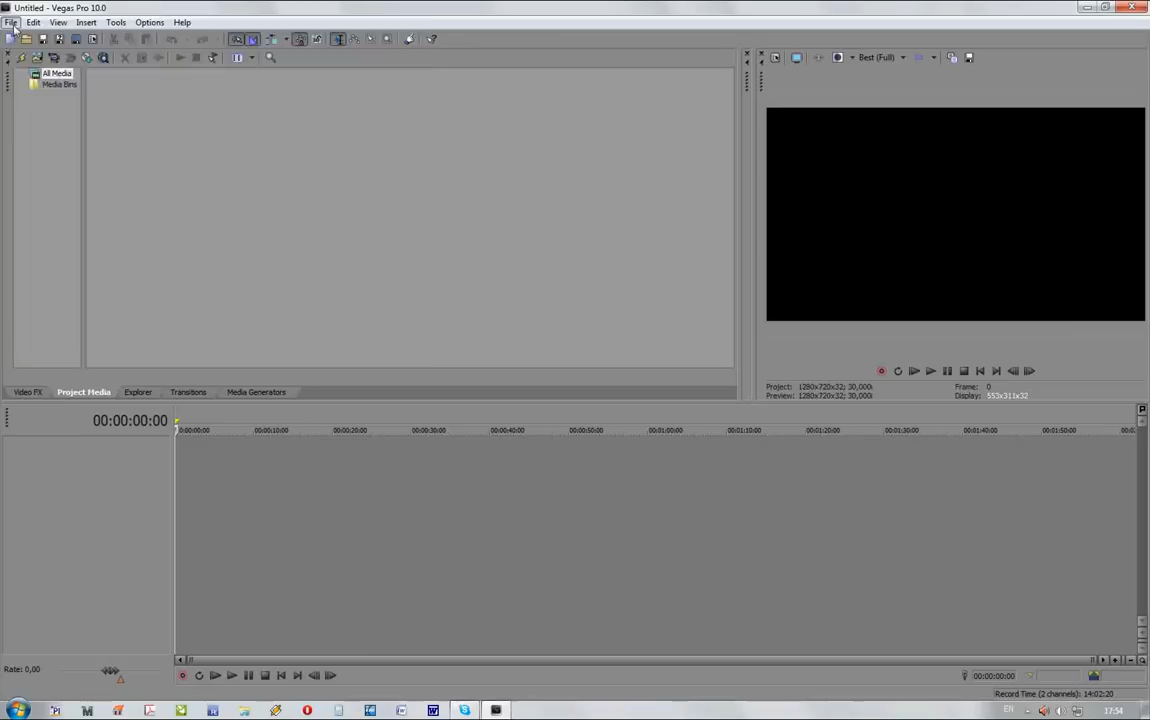 Untitled - Vegas Pro 10.0
File Edit View Insert Tools Options Help
Best (Full)
All Media
Media Bins
Video FX Project Media Explorer Transitions Media Generators
Project: 1280x720x32; 30,000i Frame: 0
Preview: 1280x720x32; 30,000i Display: 553x311x32
00:00:00:00
0:00:00:00 00:00:10:00 00:00:20:00 00:00:30:00 00:00:40:00 00:00:50:00 00:01:00:00 00:01:10:00 00:01:20:00 00:01:30:00 00:01:40:00 00:01:50:00
Rate: 0,00
00:00:00:00
Record Time (2 channels): 14:02:20
EN 17:54